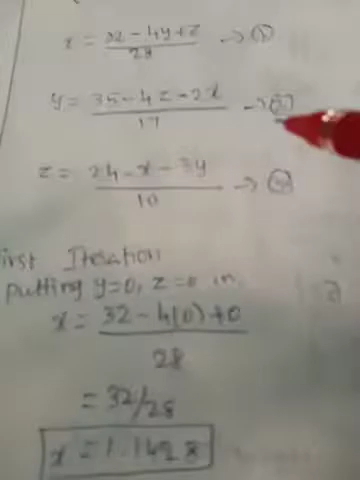 x = 32 - 4y + z / 28 → (1)
y = 35 - 4z - 2x / 17 → (2)
z = 24 - x - 3y / 10 → (3)
First Iteration
putting y=0, z=0 in
x = 32 - 4(0) + 0 / 28
= 32/28
x = 1.1428